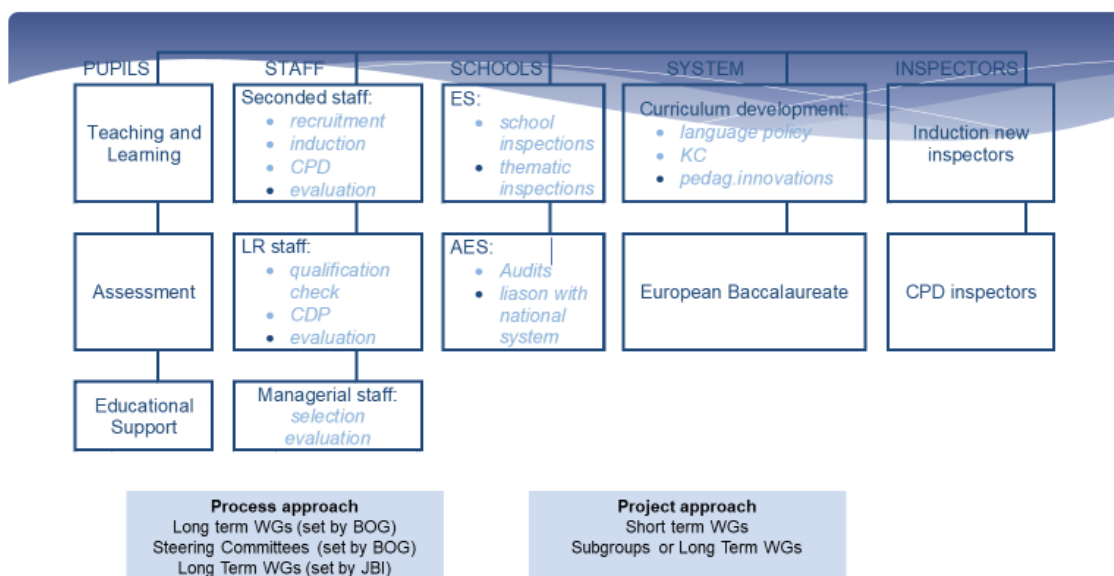 PUPILS
STAFF
SCHOOLS
SYSTEM
INSPECTORS
Teaching and
Learning
Seconded staff:
• recruitment
• induction
• CPD
• evaluation
ES:
• school
inspections
• thematic
inspections
Curriculum development:
• language policy
• KC
• pedag.innovations
Induction new
inspectors
Assessment
LR staff:
• qualification
check
• CDP
• evaluation
AES:
• Audits
• liason with
national
system
European Baccalaureate
CPD inspectors
Educational
Support
Managerial staff:
selection
evaluation
Process approach
Long term WGs (set by BOG)
Steering Committees (set by BOG)
Long Term WGs (set by JBI)
Project approach
Short term WGs
Subgroups or Long Term WGs